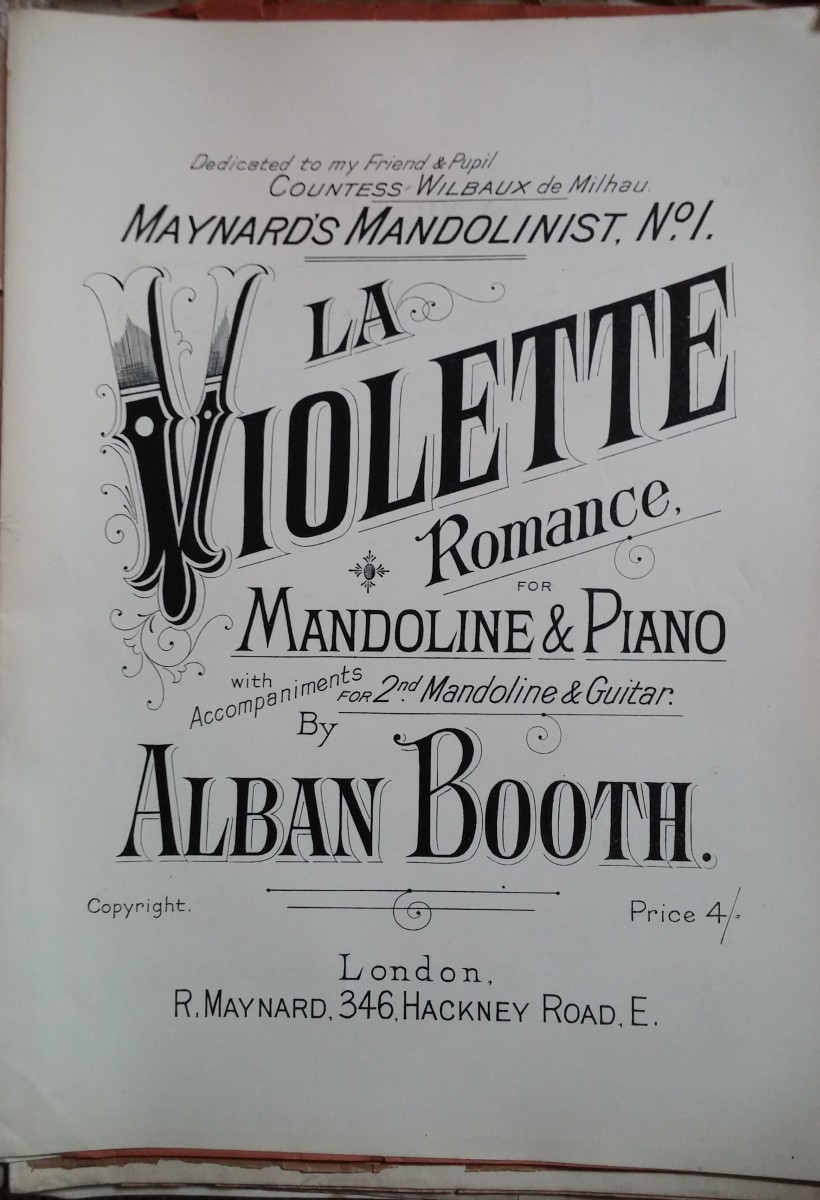 Dedicated to my Friend & Pupil
COUNTESS WILBAUX de Milhau.
MAYNARD'S MANDOLINIST, No. 1.
LA
VIOLETTE
Romance,
FOR
MANDOLINE & PIANO
with Accompaniments FOR 2nd. Mandoline & Guitar.
By
ALBAN BOOTH.
Copyright.
Price 4/-
London,
R. MAYNARD, 346, HACKNEY ROAD, E.